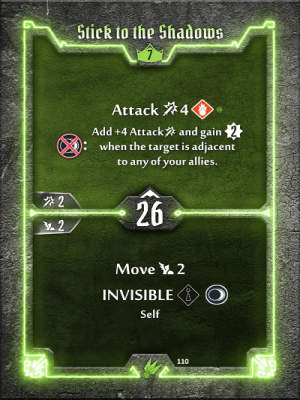 Stick to the Shadows
7
Attack 4
Add +4 Attack and gain 2
: when the target is adjacent
to any of your allies.
2
26
2
Move 2
INVISIBLE
Self
110